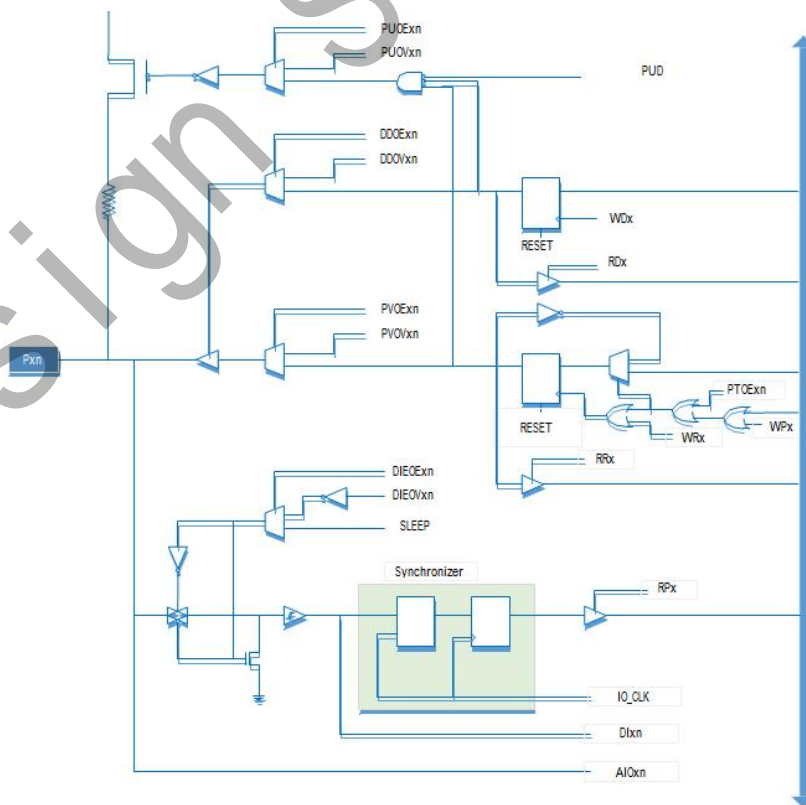 PUOExn
PUOVxn
PUD
DDOExn
DDOVxn
WDx
RESET
RDx
PVOExn
PVOVxn
Pxn
PTOExn
WPx
RESET
WRx
RRx
DIEOExn
DIEOVxn
SLEEP
Synchronizer
RPx
IO_CLK
DIxn
AIOxn
sign s